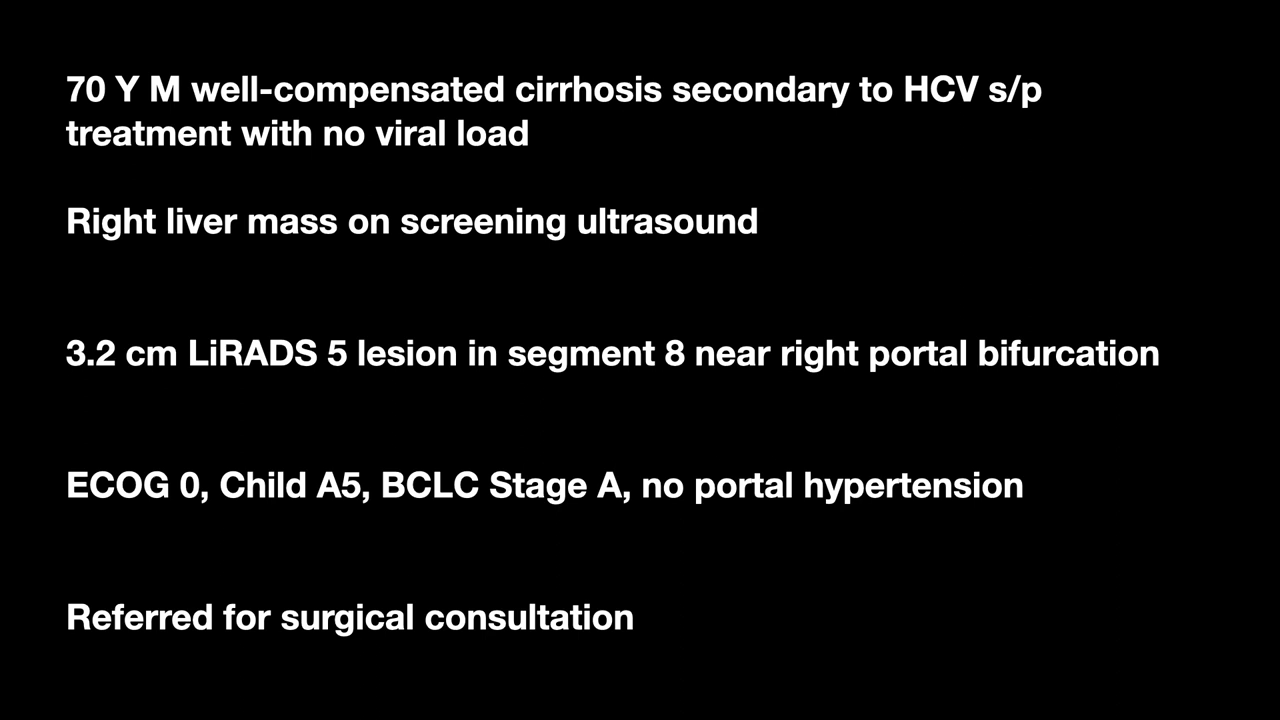 70 Y M well-compensated cirrhosis secondary to HCV s/p
treatment with no viral load
Right liver mass on screening ultrasound
3.2 cm LiRADS 5 lesion in segment 8 near right portal bifurcation
ECOG 0, Child A5, BCLC Stage A, no portal hypertension
Referred for surgical consultation